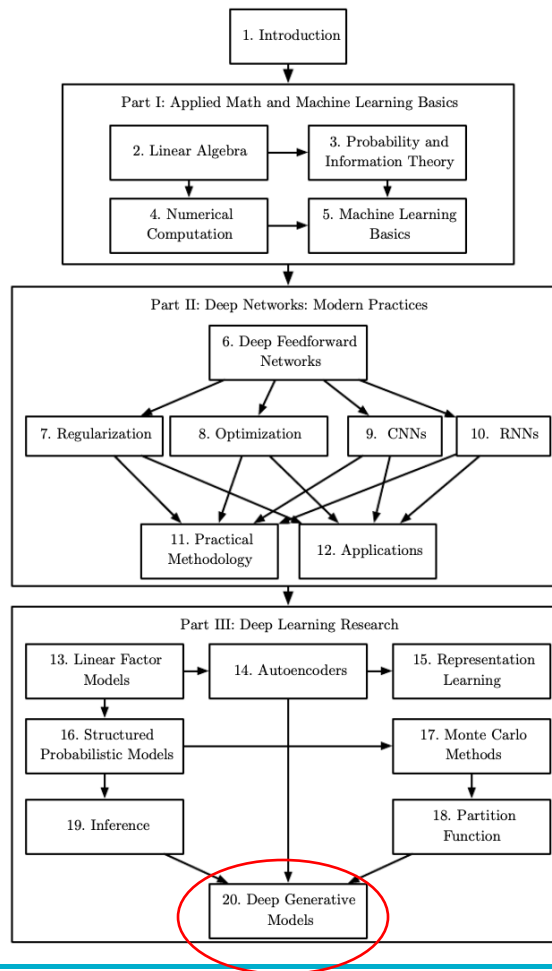 1. Introduction
Part I: Applied Math and Machine Learning Basics
2. Linear Algebra
3. Probability and
Information Theory
4. Numerical
Computation
5. Machine Learning
Basics
Part II: Deep Networks: Modern Practices
6. Deep Feedforward
Networks
7. Regularization
8. Optimization
9. CNNs
10. RNNs
11. Practical
Methodology
12. Applications
Part III: Deep Learning Research
13. Linear Factor
Models
14. Autoencoders
15. Representation
Learning
16. Structured
Probabilistic Models
17. Monte Carlo
Methods
19. Inference
18. Partition
Function
20. Deep Generative
Models